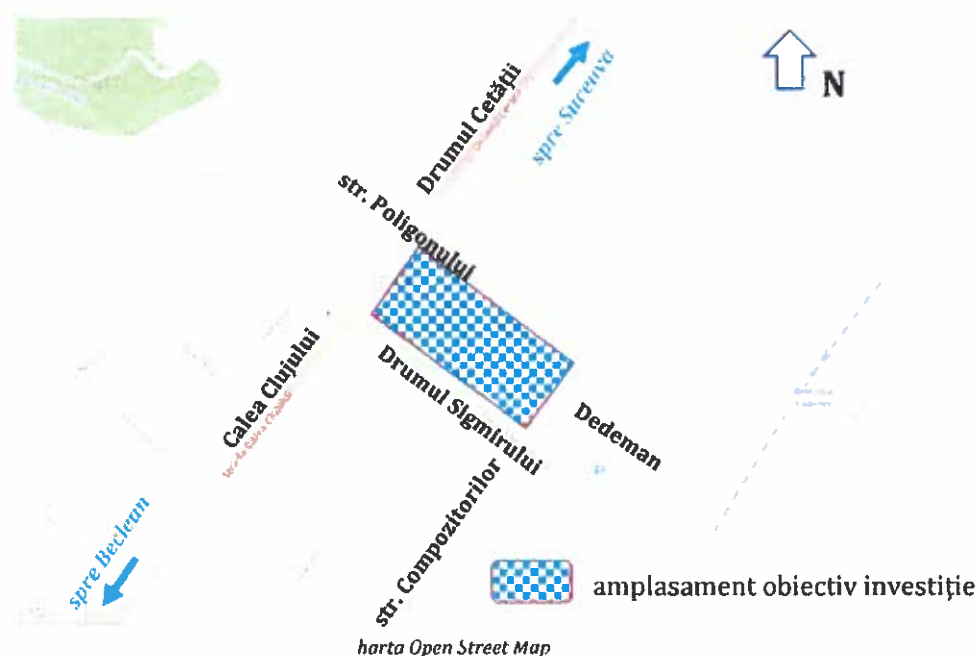 N
Drumul Cetății
spre Suceava
str. Poligonului
Calea Clujului
Drumul Sigmirului
Dedeman
spre Beclean
str. Compozitorilor
amplasament obiectiv investiție
harta Open Street Map